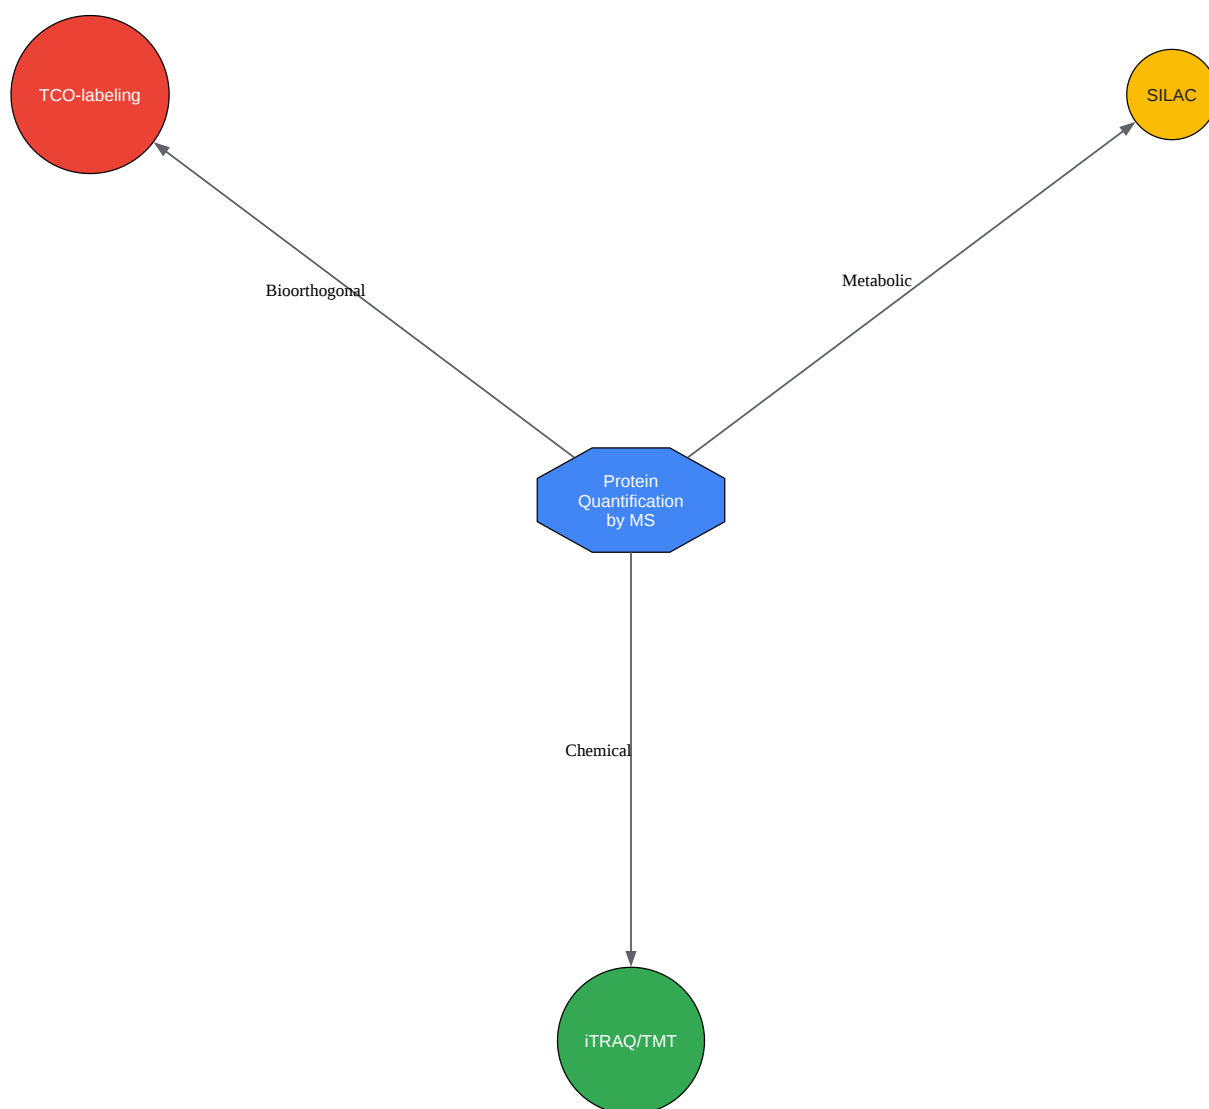 TCO-labeling
SILAC
Metabolic
Bioorthogonal
Protein
Quantification
by MS
Chemical
iTRAQ/TMT